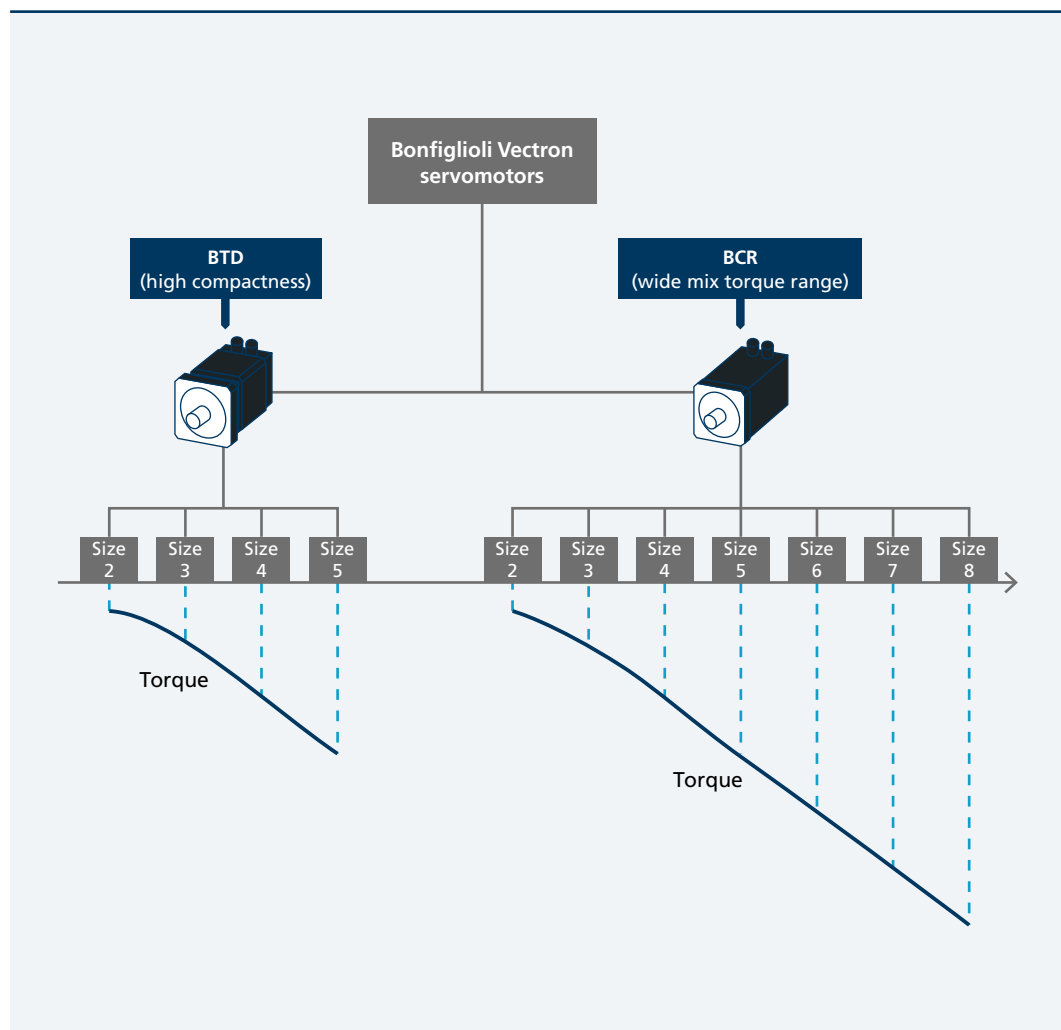 Bonfiglioli Vectron
servomotors
BTD
(high compactness)
BCR
(wide mix torque range)
Size
2
Size
3
Size
4
Size
5
Size
2
Size
3
Size
4
Size
5
Size
6
Size
7
Size
8
Torque
Torque